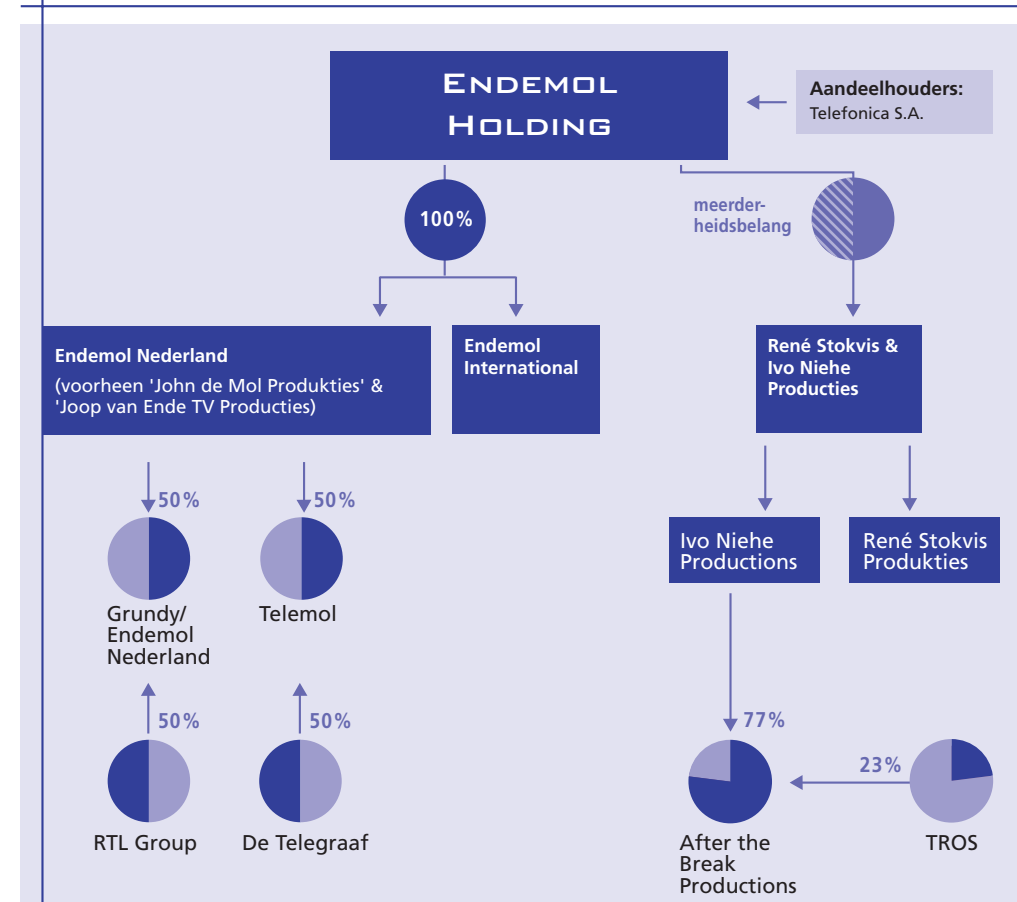 ENDEMOL
HOLDING
Aandeelhouders:
Telefonica S.A.
100%
meerder-
heidsbelang
Endemol Nederland
(voorheen 'John de Mol Produkties' &
'Joop van Ende TV Producties)
Endemol
International
René Stokvis &
Ivo Niehe
Producties
50%
50%
Grundy/
Endemol
Nederland
Telemol
Ivo Niehe
Productions
René Stokvis
Produkties
50%
50%
RTL Group
De Telegraaf
77%
23%
After the
Break
Productions
TROS